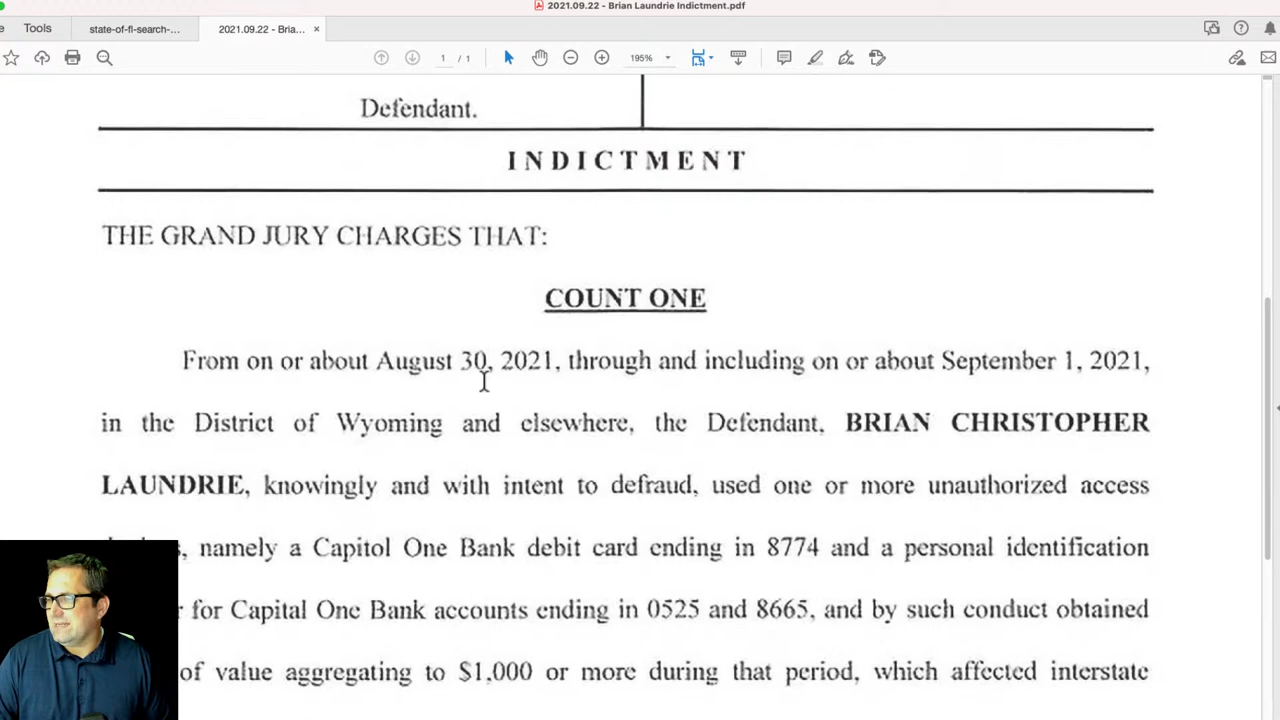 2021.09.22 - Brian Laundrie Indictment.pdf
Tools
state-of-fl-search-...
2021.09.22 - Bria... ×
1 / 1
195%
Defendant.
INDICTMENT
THE GRAND JURY CHARGES THAT:
COUNT ONE
From on or about August 30, 2021, through and including on or about September 1, 2021,
in the District of Wyoming and elsewhere, the Defendant, BRIAN CHRISTOPHER
LAUNDRIE, knowingly and with intent to defraud, used one or more unauthorized access
namely a Capitol One Bank debit card ending in 8774 and a personal identification
for Capital One Bank accounts ending in 0525 and 8665, and by such conduct obtained
of value aggregating to $1,000 or more during that period, which affected interstate